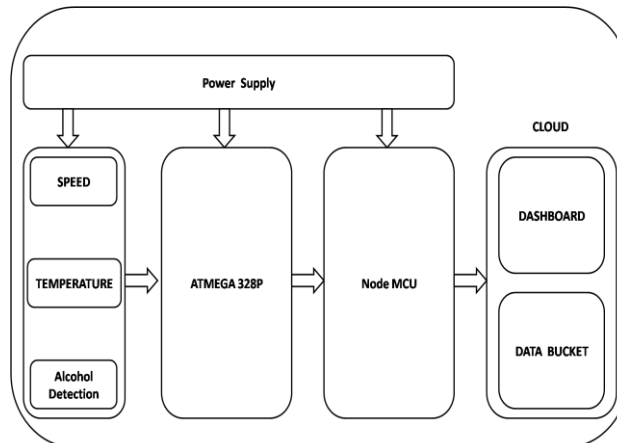 Power Supply
CLOUD
SPEED
DASHBOARD
TEMPERATURE
ATMEGA 328P
Node MCU
DATA BUCKET
Alcohol
Detection